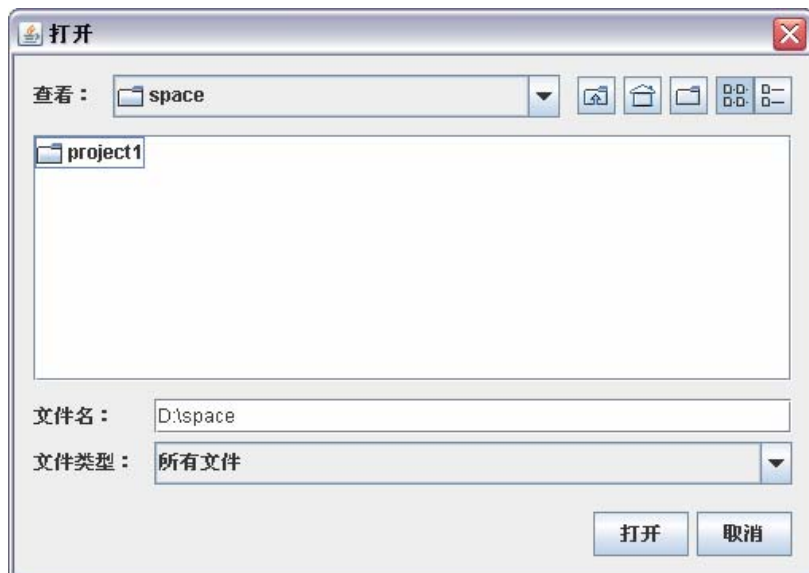 打开
查看： space
project1
文件名： D:\space
文件类型： 所有文件
打开 取消